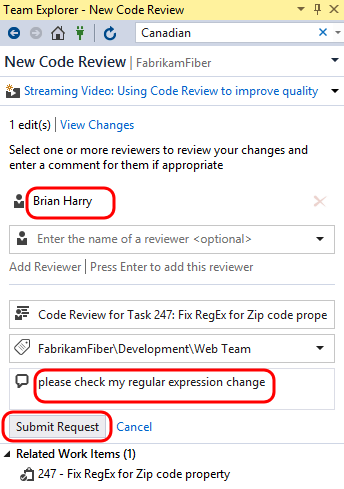 Team Explorer - New Code Review
Canadian
New Code Review | FabrikamFiber
Streaming Video: Using Code Review to improve quality
1 edit(s) | View Changes
Select one or more reviewers to review your changes and
enter a comment for them if appropriate
Brian Harry
Enter the name of a reviewer <optional>
Add Reviewer | Press Enter to add this reviewer
Code Review for Task 247: Fix RegEx for Zip code prope
FabrikamFiber\Development\Web Team
please check my regular expression change
Submit Request Cancel
Related Work Items (1)
247 - Fix RegEx for Zip code property